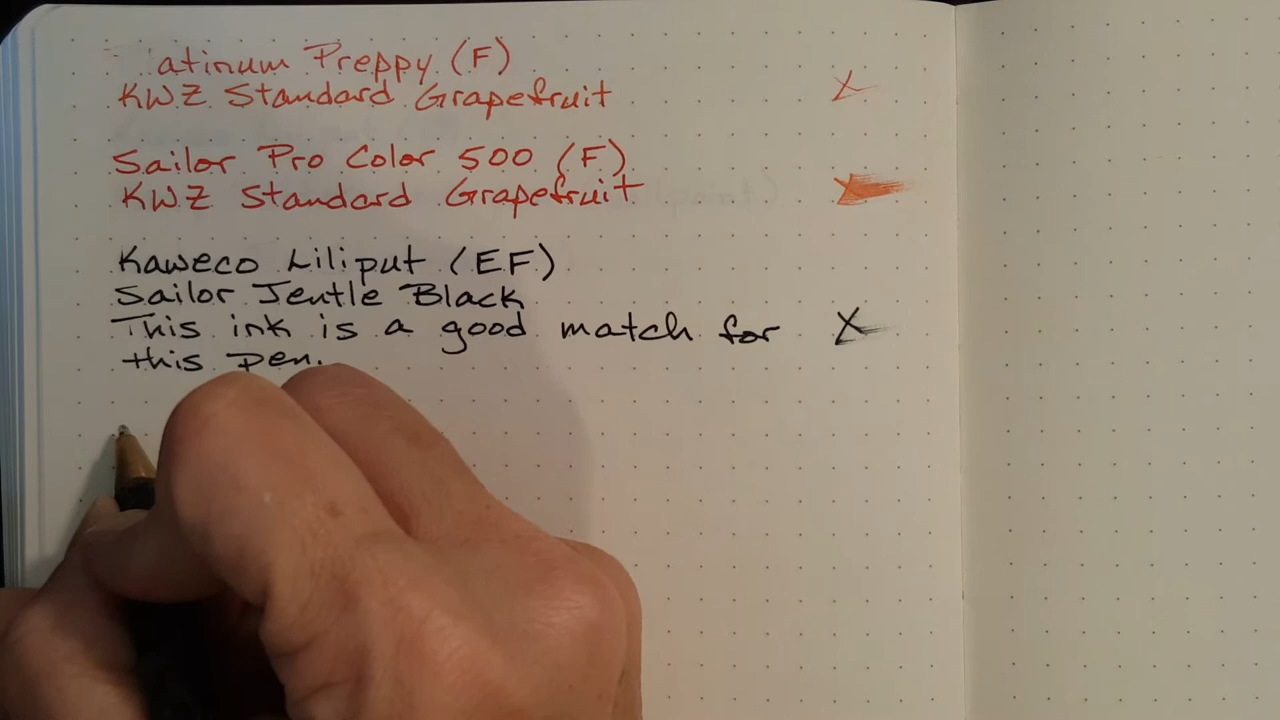 atinum Preppy (F)
KWZ Standard Grapefruit X
Sailor Pro Color 500 (F)
KWZ Standard Grapefruit X
Kaweco Liliput (EF)
Sailor Jentle Black
This ink is a good match for X
this pen.